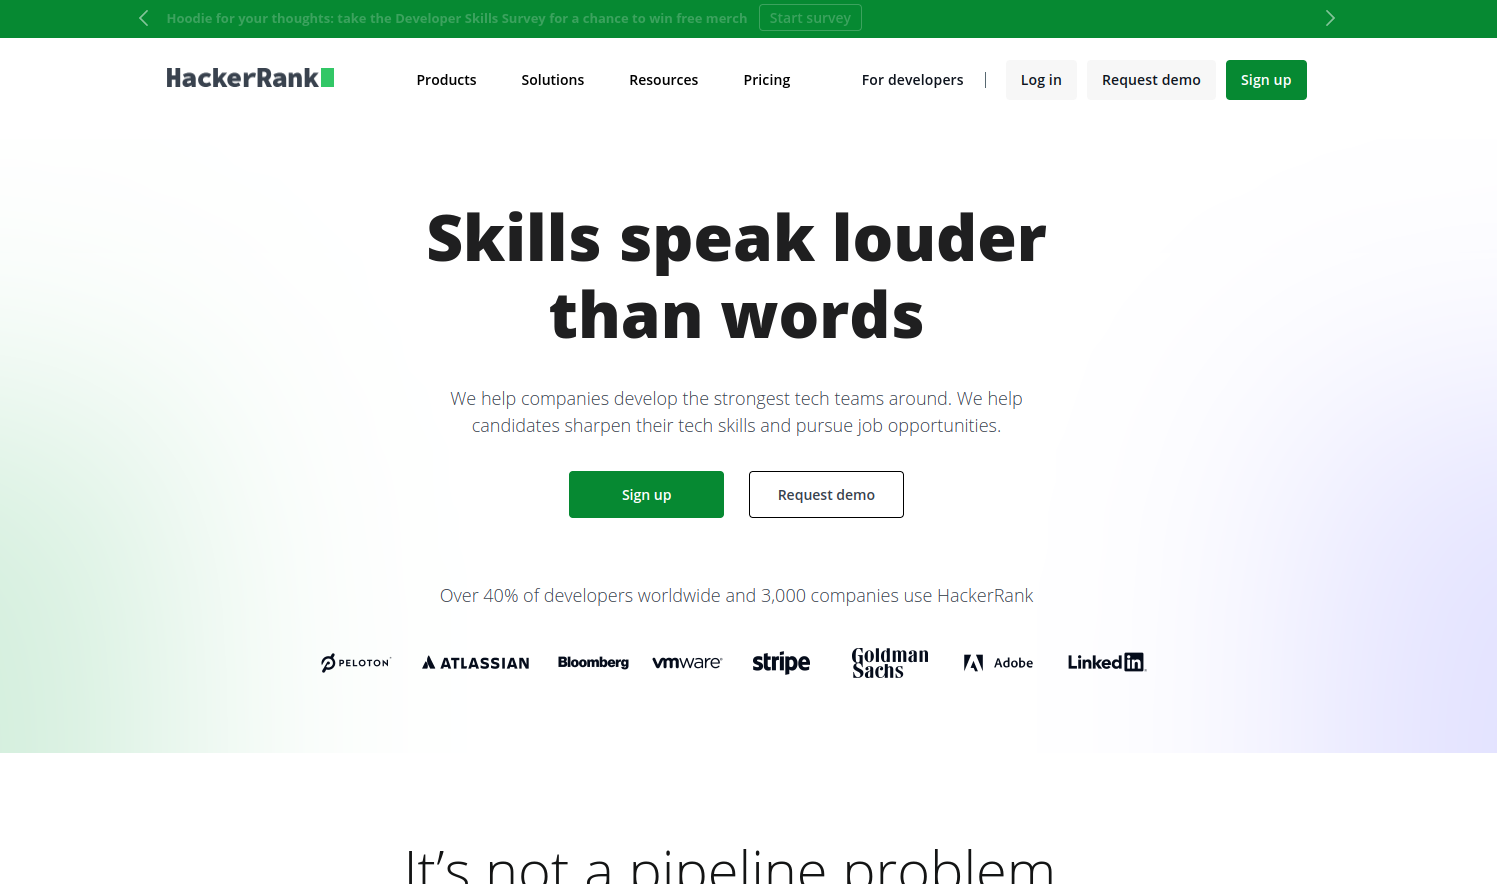 Hoodie for your thoughts: take the Developer Skills Survey for a chance to win free merch Start survey
HackerRank
Products Solutions Resources Pricing For developers Log in Request demo Sign up
Skills speak louder
than words
We help companies develop the strongest tech teams around. We help
candidates sharpen their tech skills and pursue job opportunities.
Sign up Request demo
Over 40% of developers worldwide and 3,000 companies use HackerRank
PELOTON ATLASSIAN Bloomberg vmware stripe Goldman Sachs Adobe Linkedin
It’s not a pipeline problem